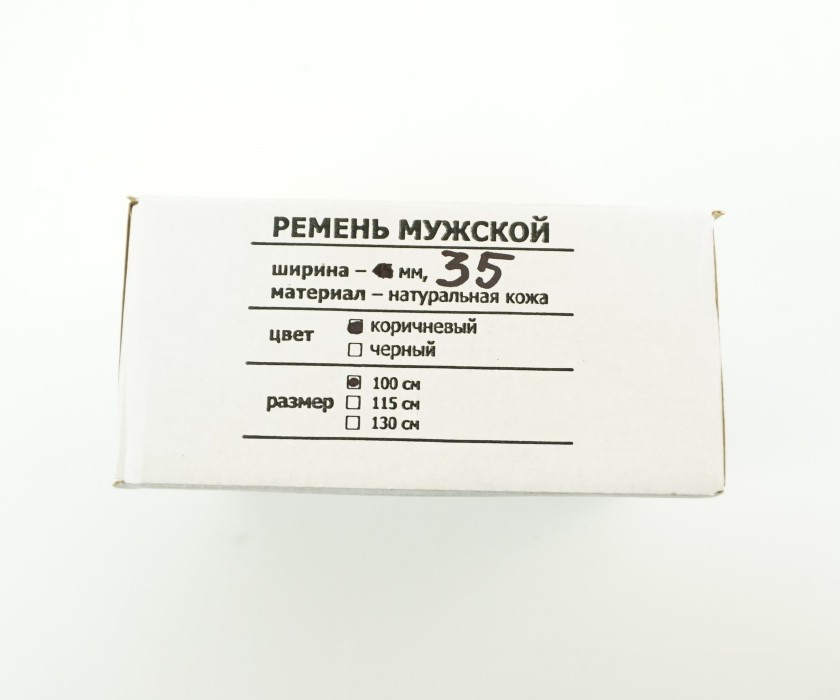 РЕМЕНЬ МУЖСКОЙ
ширина – мм, 35
материал – натуральная кожа
цвет
коричневый
черный
размер
100 см
115 см
130 см